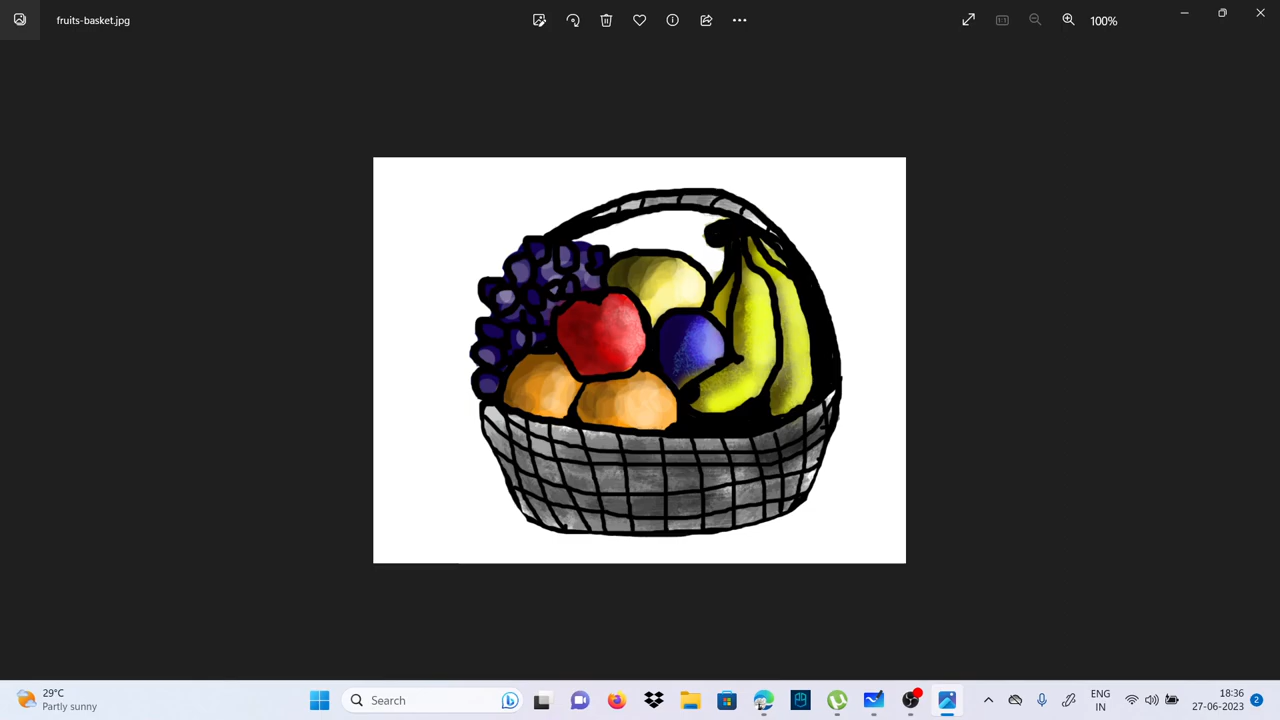 fruits-basket.jpg
100%
29°C
Partly sunny
Search
ENG
IN
18:36
27-06-2023
2